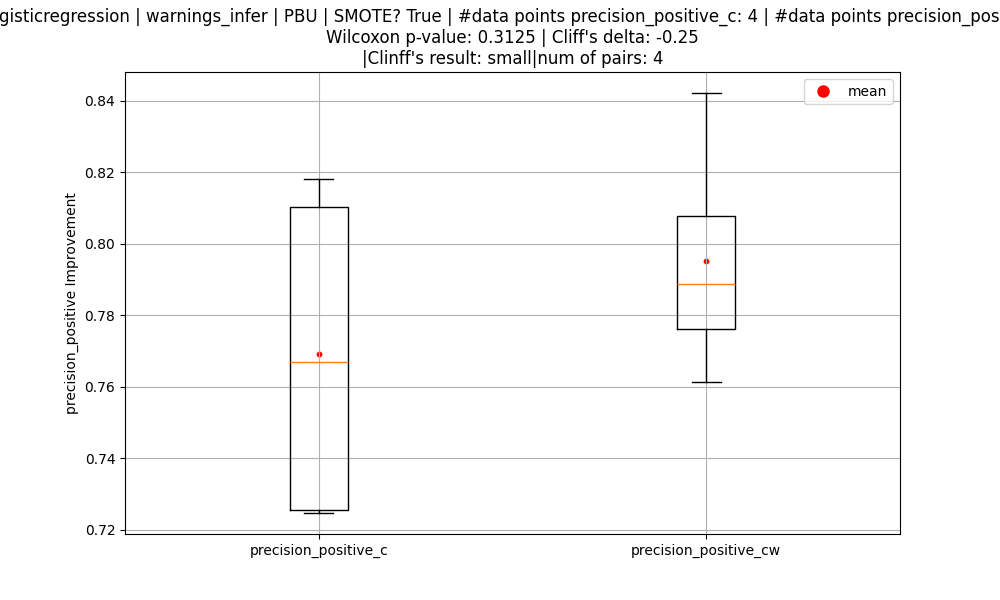 gisticregression | warnings_infer | PBU | SMOTE? True | #data points precision_positive_c: 4 | #data points precision_pos
Wilcoxon p-value: 0.3125 | Cliff's delta: -0.25
|Clinff's result: small|num of pairs: 4
mean
0.84
0.82
0.80
0.78
0.76
0.74
0.72
precision_positive Improvement
precision_positive_c
precision_positive_cw